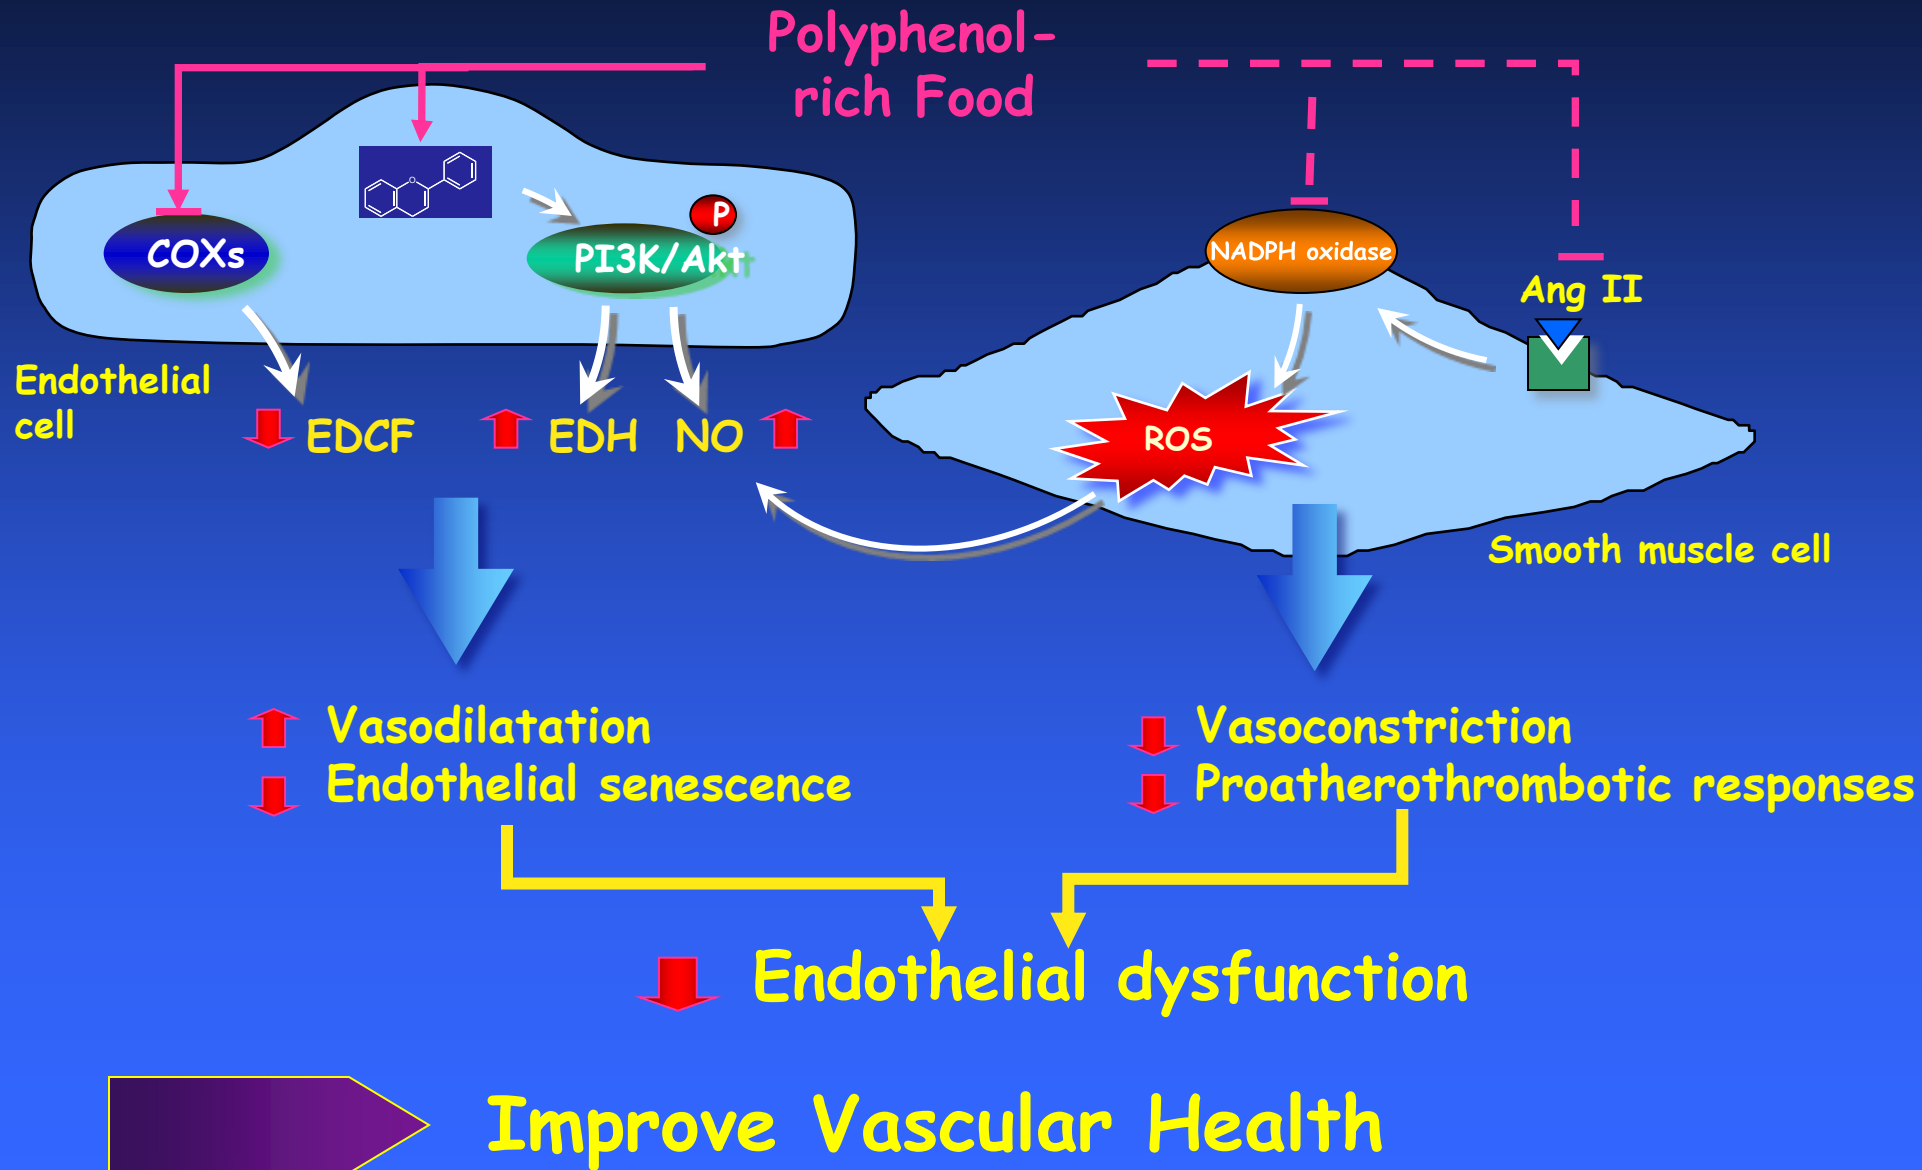 Polyphenol-
rich Food
O
P
COXs
PI3K/Akt
NADPH oxidase
Ang II
Endothelial
cell
EDCF
EDH
NO
ROS
Smooth muscle cell
Vasodilatation
Endothelial senescence
Vasoconstriction
Proatherothrombotic responses
Endothelial dysfunction
Improve Vascular Health